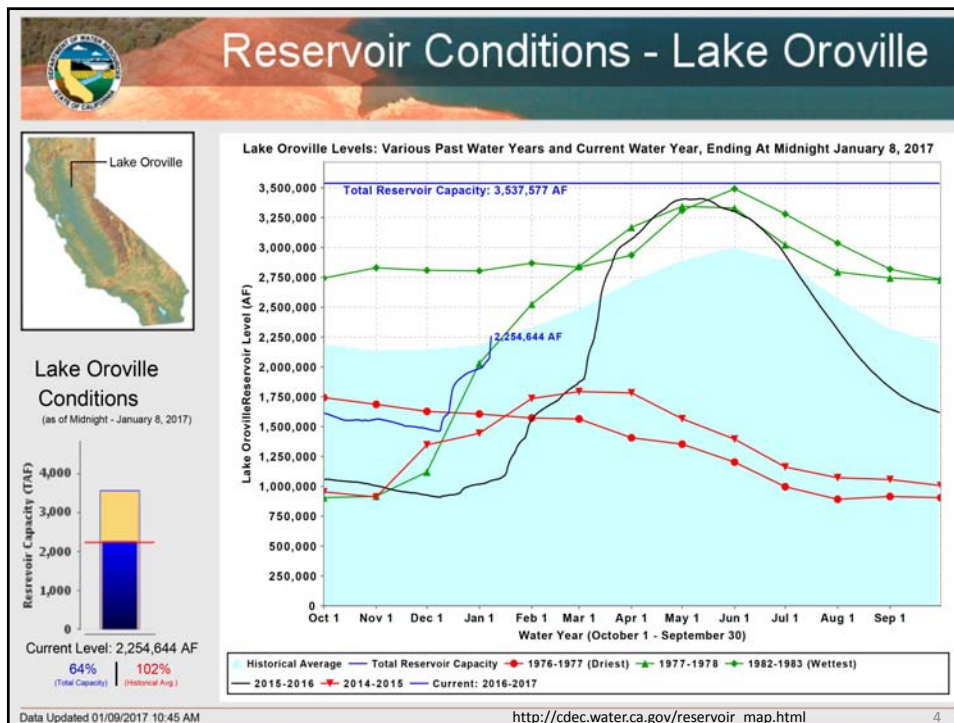 DEPARTMENT OF WATER RESOURCES
STATE OF CALIFORNIA
Reservoir Conditions - Lake Oroville
Lake Oroville
Lake Oroville
Conditions
(as of Midnight - January 8, 2017)
Resrevoir Capacity (TAF)
4,000
3,000
2,000
1,000
0
Current Level: 2,254,644 AF
64%
(Total Capacity)
102%
(Historical Avg.)
Lake Oroville Levels: Various Past Water Years and Current Water Year, Ending At Midnight January 8, 2017
Lake OrovilleReservoir Level (AF)
3,500,000
3,250,000
3,000,000
2,750,000
2,500,000
2,250,000
2,000,000
1,750,000
1,500,000
1,250,000
1,000,000
750,000
500,000
250,000
0
Total Reservoir Capacity: 3,537,577 AF
2,254,644 AF
Oct 1 Nov 1 Dec 1 Jan 1 Feb 1 Mar 1 Apr 1 May 1 Jun 1 Jul 1 Aug 1 Sep 1
Water Year (October 1 - September 30)
Historical Average Total Reservoir Capacity 1976-1977 (Driest) 1977-1978 1982-1983 (Wettest)
2015-2016 2014-2015 Current: 2016-2017
Data Updated 01/09/2017 10:45 AM
http://cdec.water.ca.gov/reservoir_map.html
4